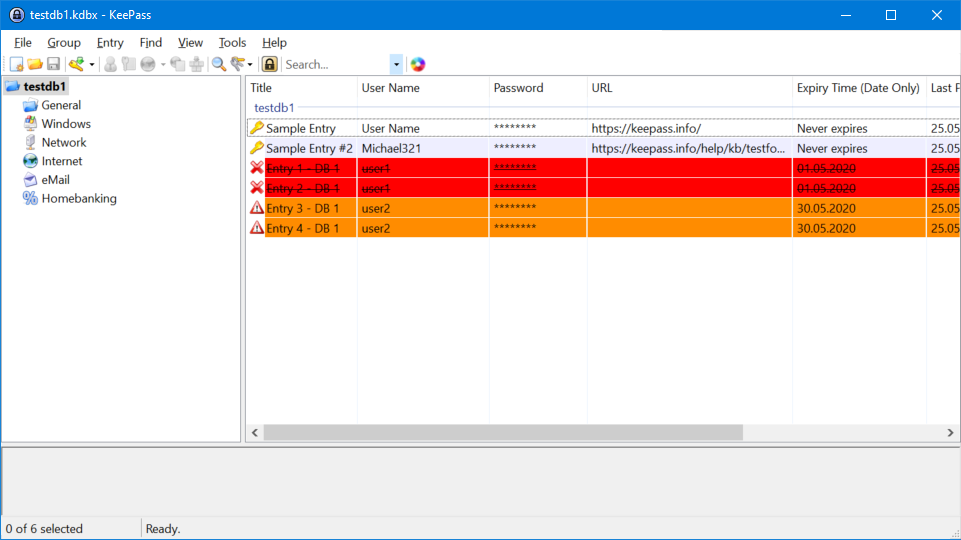 testdb1.kdbx - KeePass
File Group Entry Find View Tools Help
Search...
testdb1
General
Windows
Network
Internet
eMail
Homebanking
Title User Name Password URL Expiry Time (Date Only) Last P
testdb1
Sample Entry User Name ******** https://keepass.info/ Never expires 25.05
Sample Entry #2 Michael321 ******** https://keepass.info/help/kb/testfo... Never expires 25.05
Entry 1 - DB 1 user1 ******** 01.05.2020 25.05
Entry 2 - DB 1 user1 ******** 01.05.2020 25.05
Entry 3 - DB 1 user2 ******** 30.05.2020 25.05
Entry 4 - DB 1 user2 ******** 30.05.2020 25.05
0 of 6 selected Ready.